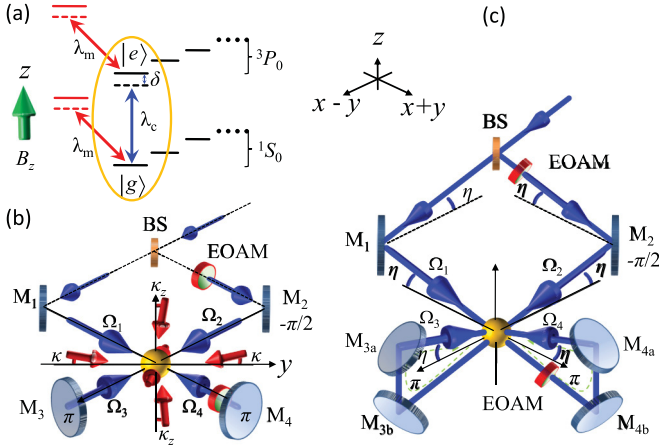 (a)
λm
|e⟩
³P₀
δ
z
λc
λm
¹S₀
Bz
|g⟩
(b)
BS
EOAM
M₁
κz
M₂
-π/2
Ω₁
Ω₂
κ
κ
y
Ω₃
Ω₄
M₃
π
κz
π
M₄
(c)
z
x - y
x+y
BS
EOAM
η
η
M₁
M₂
-π/2
η
Ω₁
Ω₂
η
Ω₃
Ω₄
M₃ₐ
η
η
M₄ₐ
π
π
EOAM
M₃b
M₄b